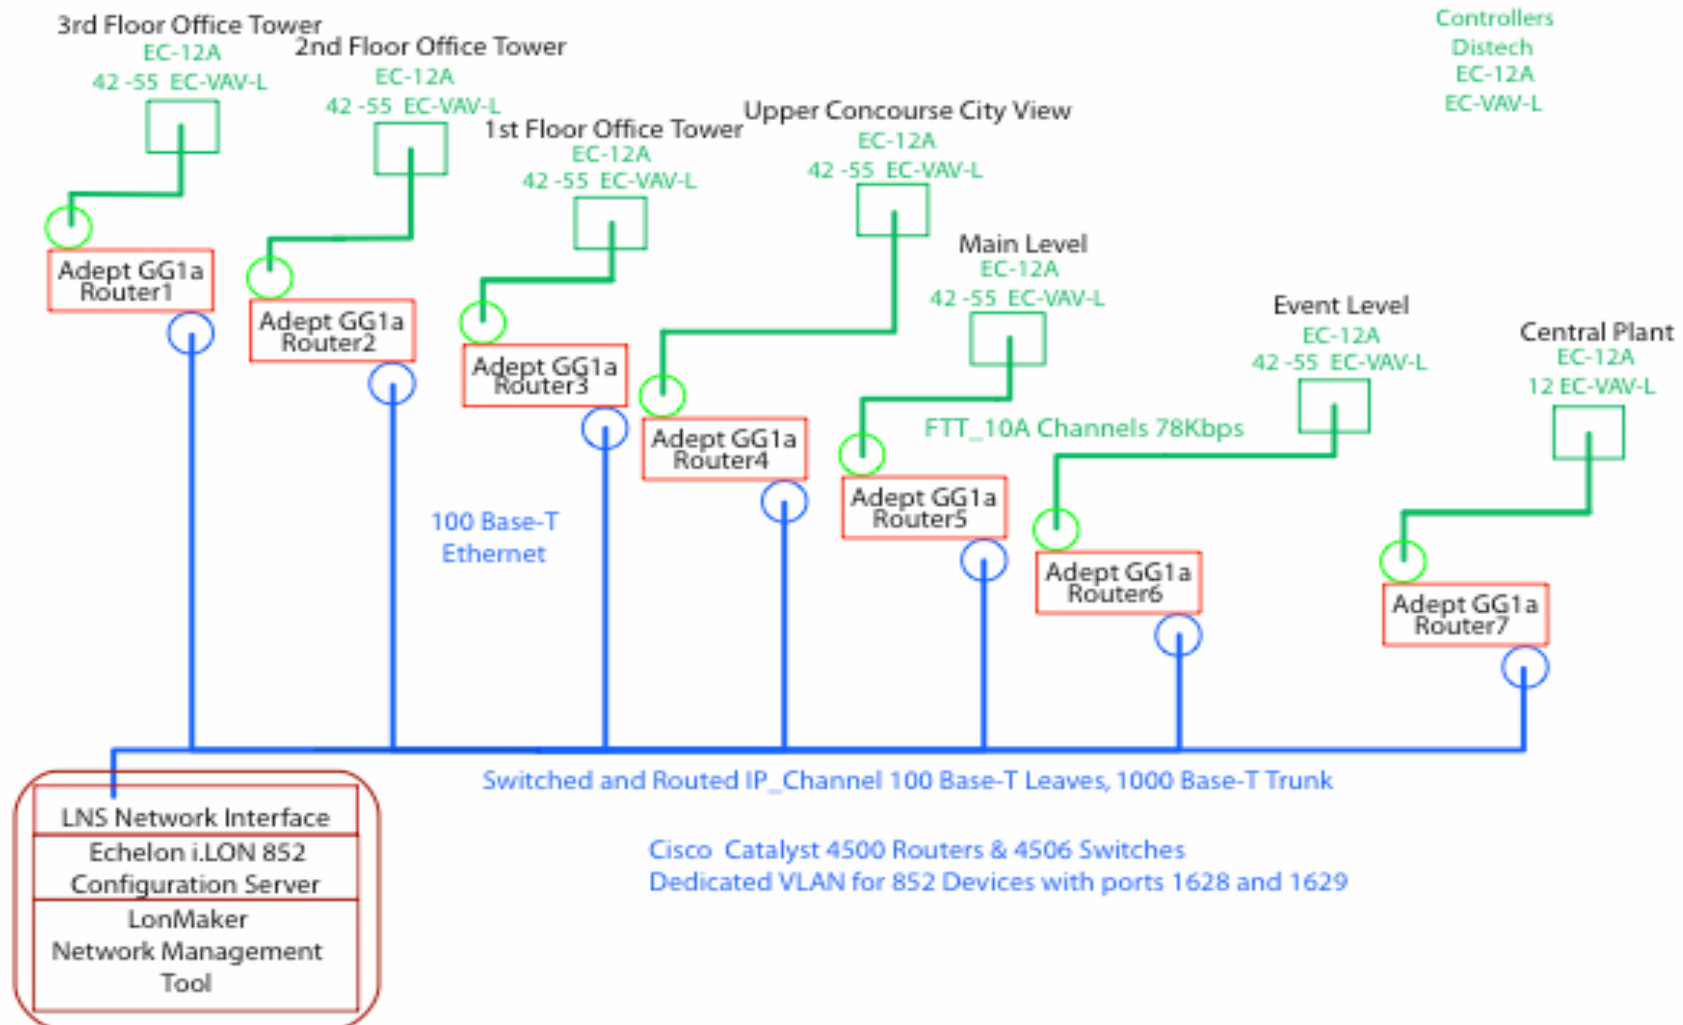 3rd Floor Office Tower
EC-12A
42 -55 EC-VAV-L
2nd Floor Office Tower
EC-12A
42 -55 EC-VAV-L
1st Floor Office Tower
EC-12A
42 -55 EC-VAV-L
Upper Concourse City View
EC-12A
42 -55 EC-VAV-L
Main Level
EC-12A
42 -55 EC-VAV-L
Event Level
EC-12A
42 -55 EC-VAV-L
Central Plant
EC-12A
12 EC-VAV-L
Controllers
Distech
EC-12A
EC-VAV-L
Adept GG1a
Router1
Adept GG1a
Router2
Adept GG1a
Router3
Adept GG1a
Router4
Adept GG1a
Router5
Adept GG1a
Router6
Adept GG1a
Router7
FTT_10A Channels 78Kbps
100 Base-T
Ethernet
Switched and Routed IP_Channel 100 Base-T Leaves, 1000 Base-T Trunk
Cisco Catalyst 4500 Routers & 4506 Switches
Dedicated VLAN for 852 Devices with ports 1628 and 1629
LNS Network Interface
Echelon i.LON 852
Configuration Server
LonMaker
Network Management
Tool